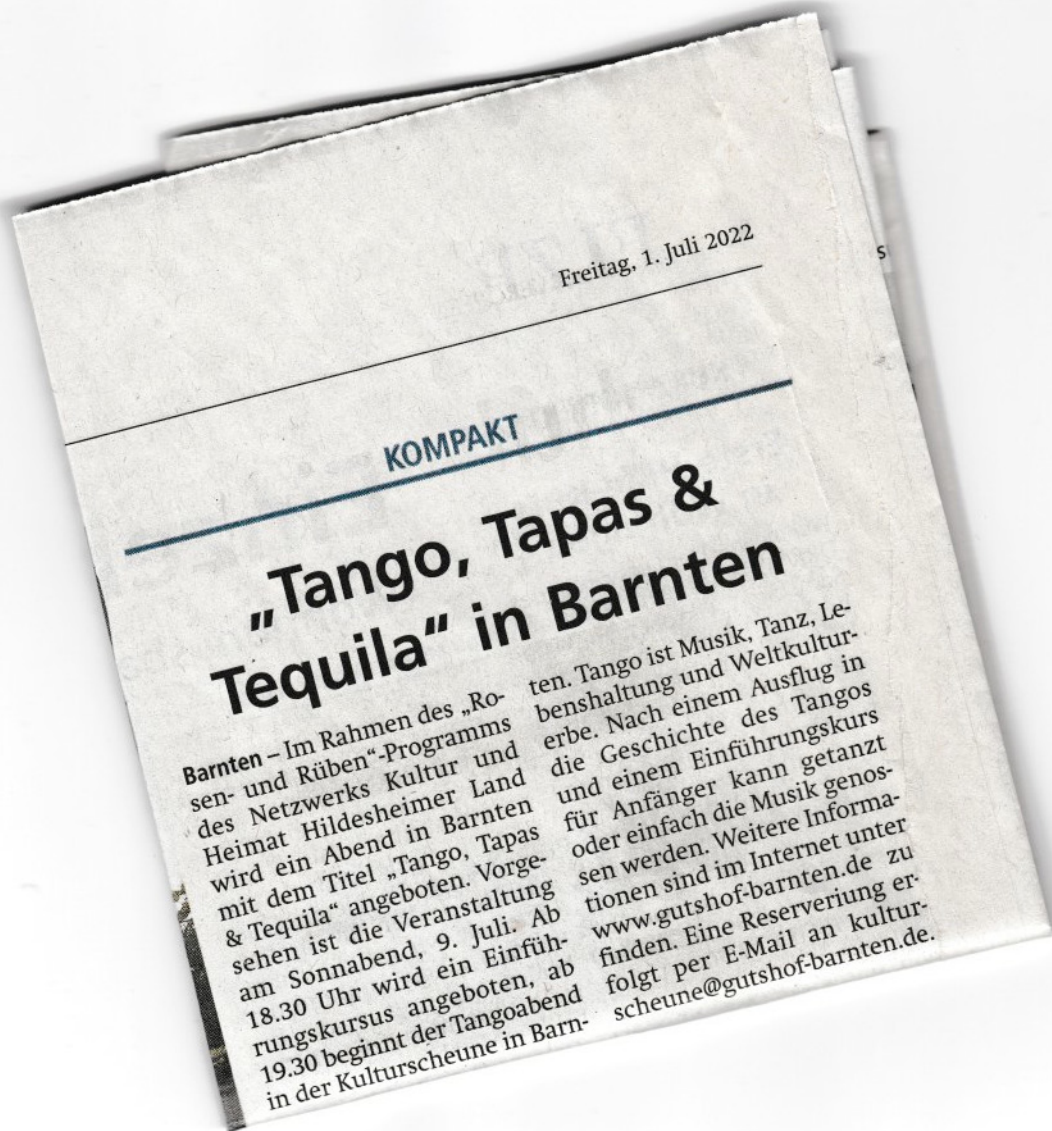 Freitag, 1. Juli 2022
KOMPAKT
„Tango, Tapas &
Tequila“ in Barnten
Barnten – Im Rahmen des „Ro-
sen- und Rüben“-Programms
des Netzwerks Kultur und
Heimat Hildesheimer Land
wird ein Abend in Barnten
mit dem Titel „Tango, Tapas
& Tequila“ angeboten. Vorge-
sehen ist die Veranstaltung
am Sonnabend, 9. Juli. Ab
18.30 Uhr wird ein Einfüh-
rungskursus angeboten, ab
19.30 beginnt der Tangoabend
in der Kulturscheune in Barn-
ten. Tango ist Musik, Tanz, Le-
benshaltung und Weltkultur-
erbe. Nach einem Ausflug in
die Geschichte des Tangos
und einem Einführungskurs
für Anfänger kann getanzt
oder einfach die Musik genos-
sen werden. Weitere Informa-
tionen sind im Internet unter
www.gutshof-barnten.de zu
finden. Eine Reserveriung er-
folgt per E-Mail an kultur-
scheune@gutshof-barnten.de.